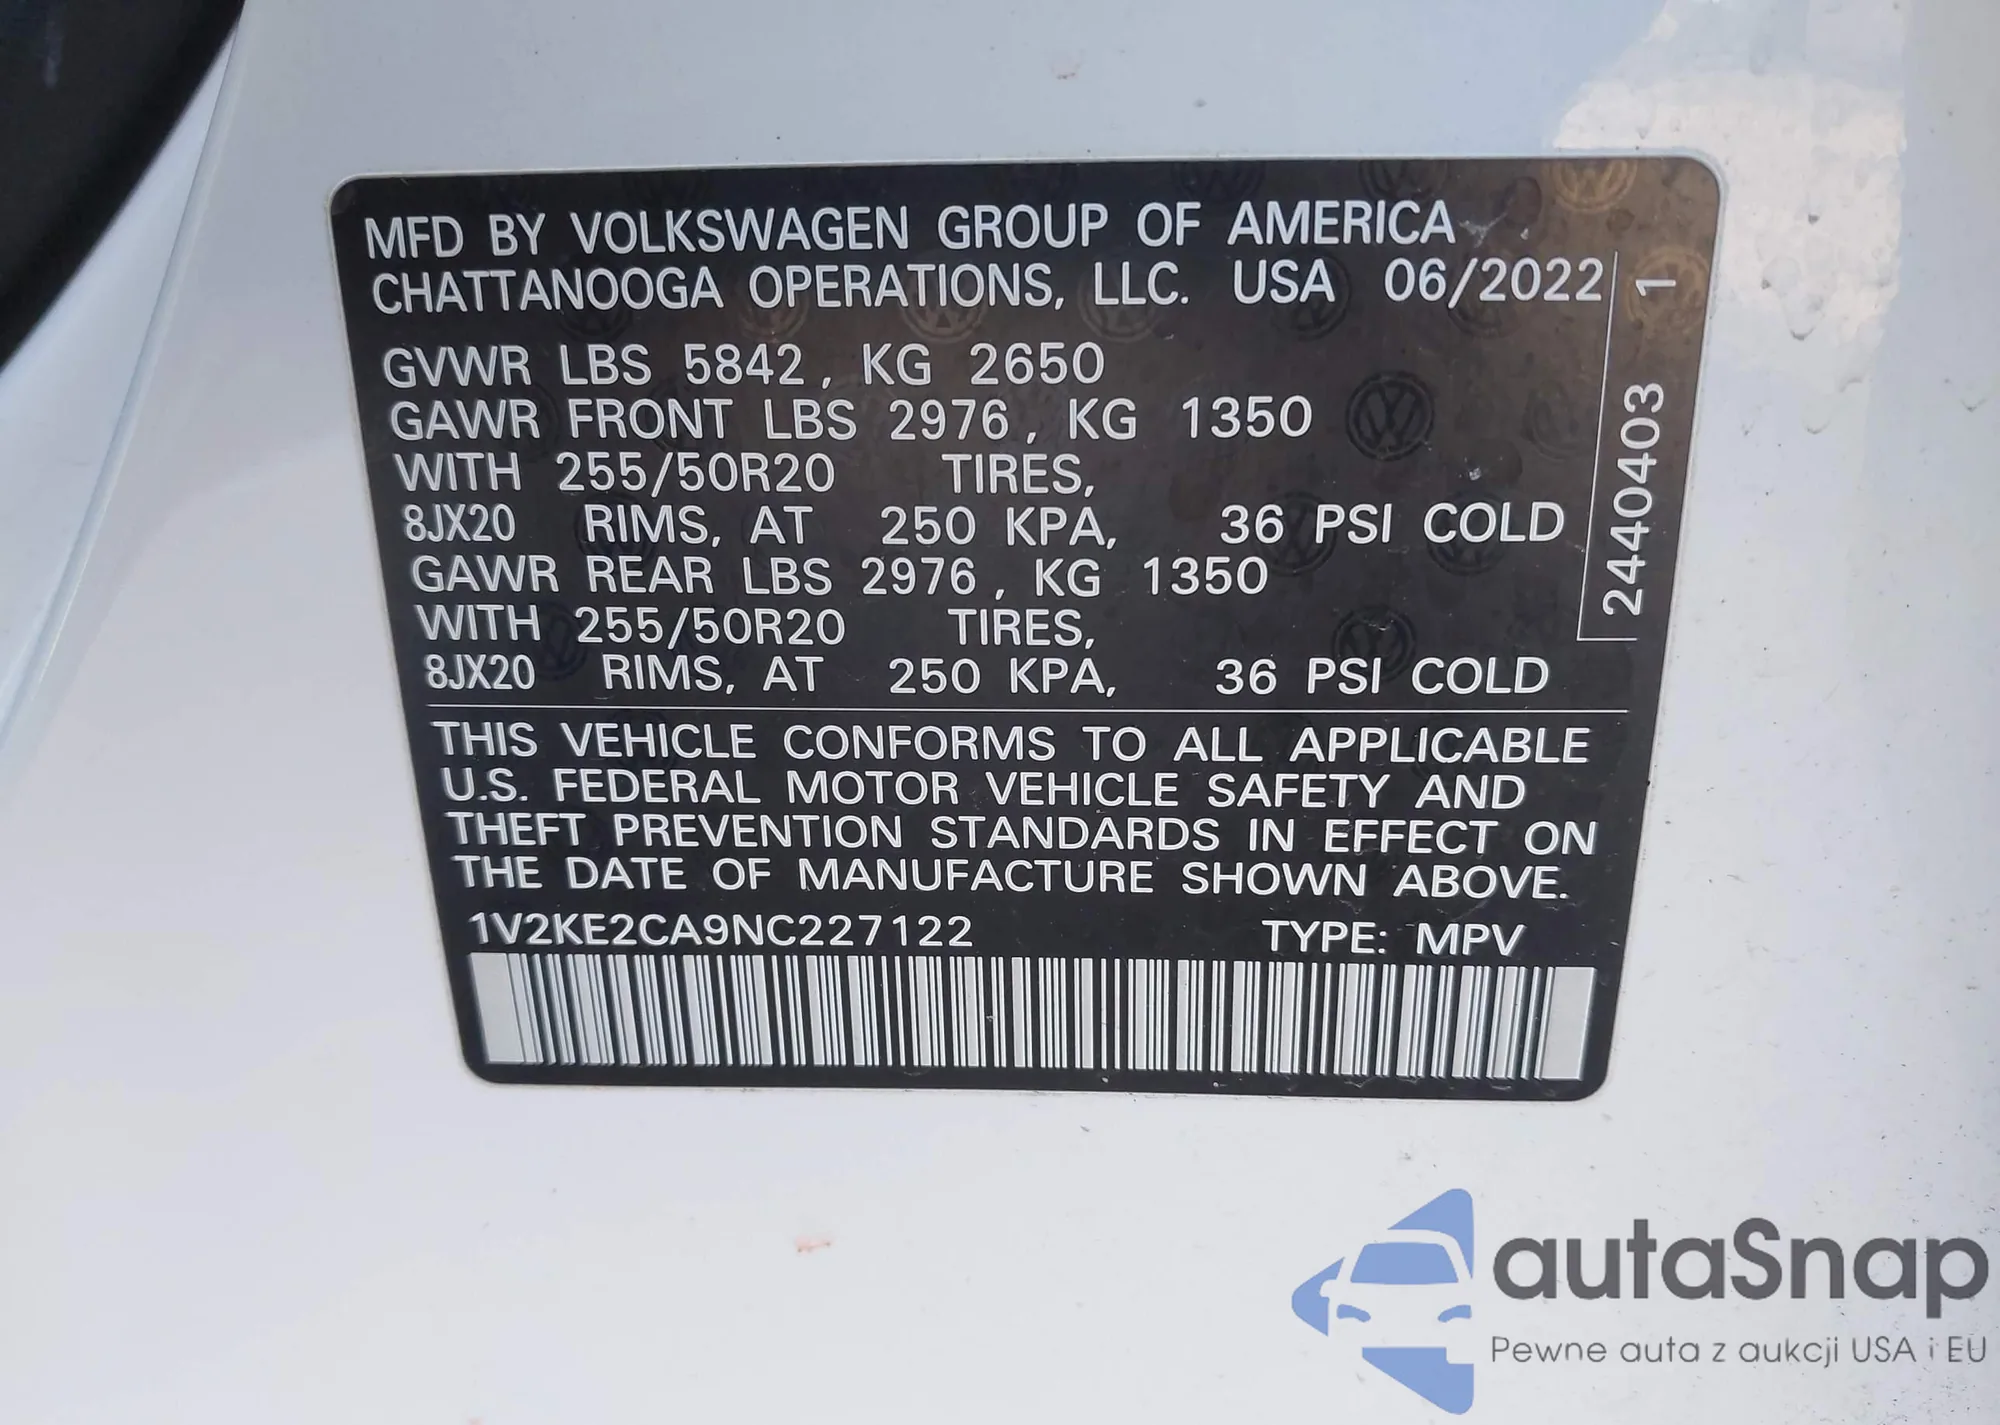 MFD BY VOLKSWAGEN GROUP OF AMERICA
CHATTANOOGA OPERATIONS, LLC. USA 06/2022
GVWR LBS 5842, KG 2650
GAWR FRONT LBS 2976, KG 1350
WITH 255/50R20 TIRES,
8JX20 RIMS, AT 250 KPA, 36 PSI COLD
GAWR REAR LBS 2976, KG 1350
WITH 255/50R20 TIRES,
8JX20 RIMS, AT 250 KPA, 36 PSI COLD
2440403 1
THIS VEHICLE CONFORMS TO ALL APPLICABLE
U.S. FEDERAL MOTOR VEHICLE SAFETY AND
THEFT PREVENTION STANDARDS IN EFFECT ON
THE DATE OF MANUFACTURE SHOWN ABOVE.
1V2KE2CA9NC227122 TYPE: MPV
autaSnap
Pewne auta z aukcji USA i EU